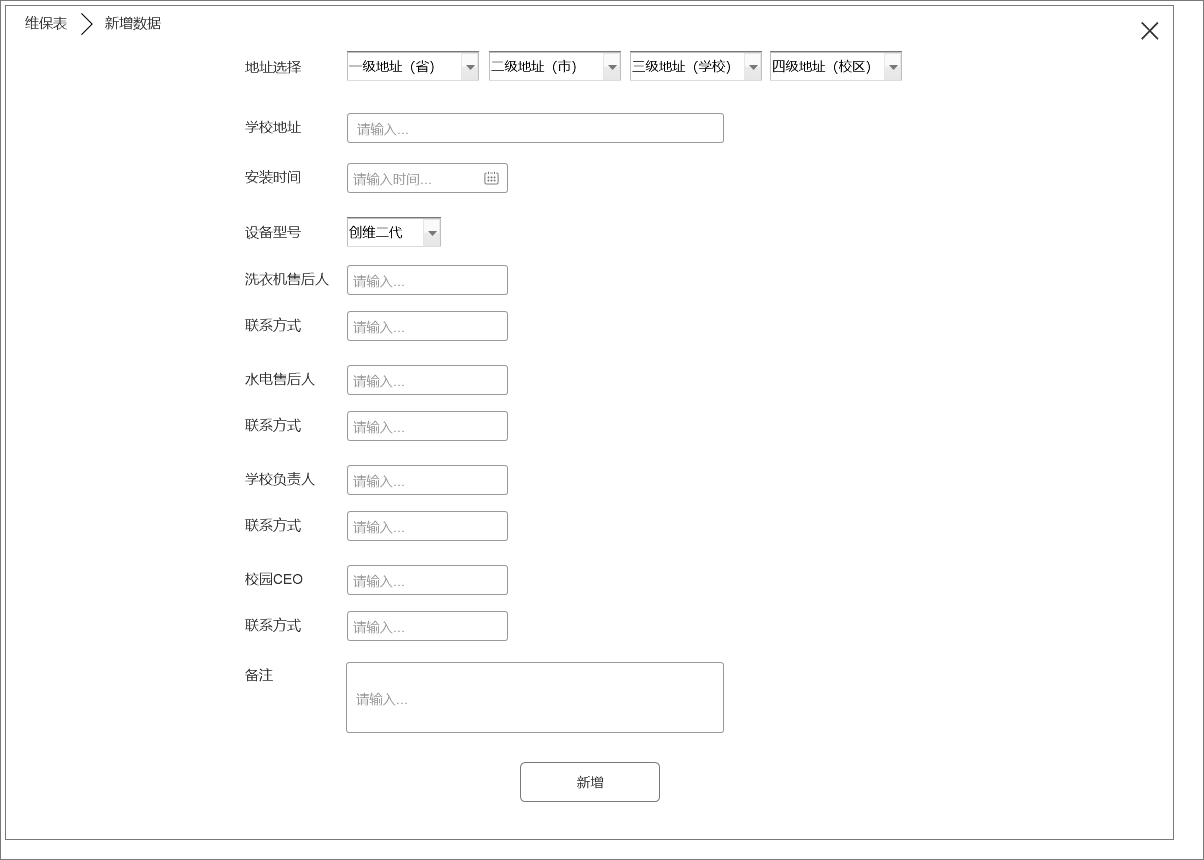 维保表 新增数据
地址选择 一级地址（省） 二级地址（市） 三级地址（学校） 四级地址（校区）
学校地址 请输入...
安装时间 请输入时间...
设备型号 创维二代
洗衣机售后人 请输入...
联系方式 请输入...
水电售后人 请输入...
联系方式 请输入...
学校负责人 请输入...
联系方式 请输入...
校园CEO 请输入...
联系方式 请输入...
备注 请输入...
新增